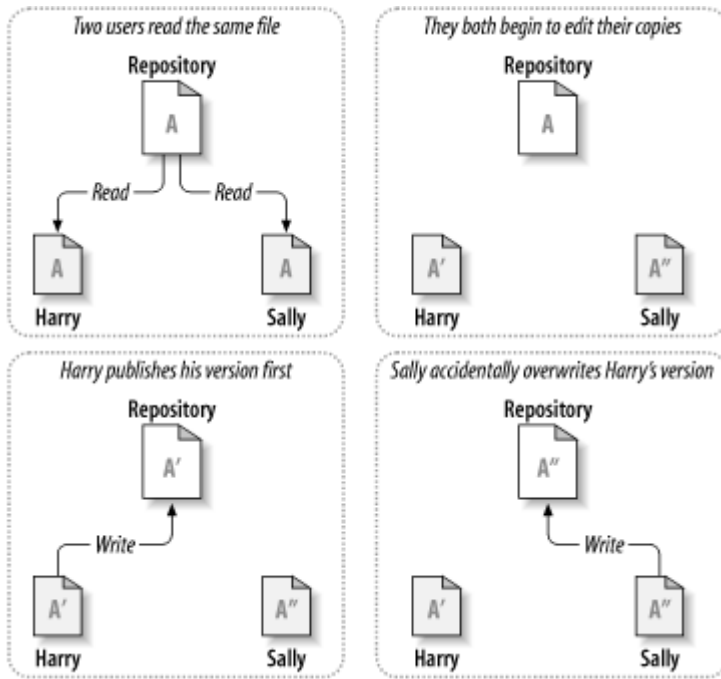 Two users read the same file
Repository
A
Read Read
A A
Harry Sally
They both begin to edit their copies
Repository
A
A′ A″
Harry Sally
Harry publishes his version first
Repository
A′
Write
A′ A″
Harry Sally
Sally accidentally overwrites Harry’s version
Repository
A″
Write
A′ A″
Harry Sally